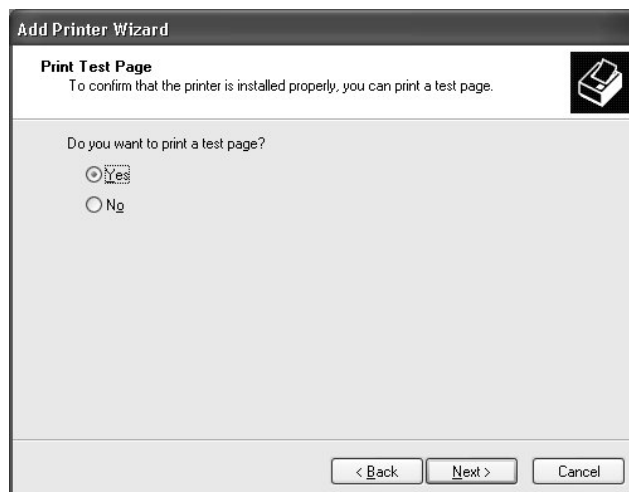 Add Printer Wizard
Print Test Page
To confirm that the printer is installed properly, you can print a test page.
Do you want to print a test page?
Yes
No
< Back Next > Cancel